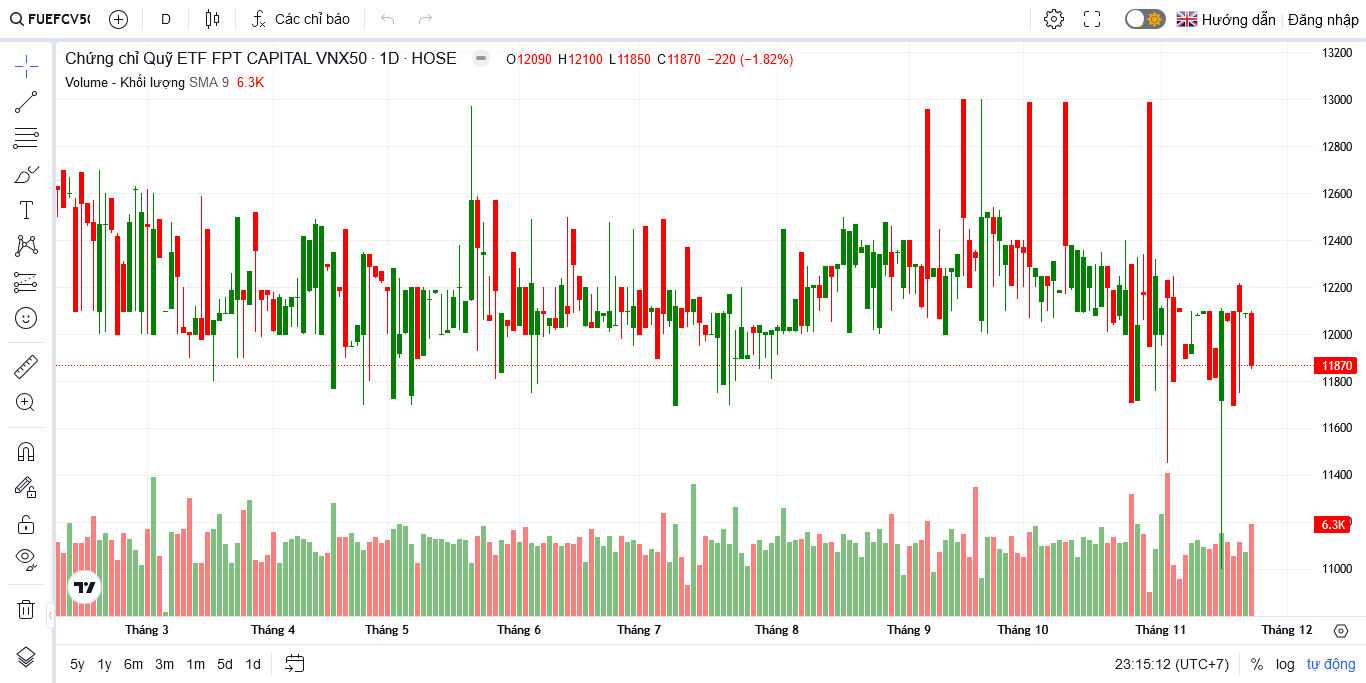 FUEFCV50 D Các chỉ báo Hướng dẫn Đăng nhập
Chứng chỉ Quỹ ETF FPT CAPITAL VNX50 · 1D · HOSE O12090 H12100 L11850 C11870 −220 (−1.82%)
Volume - Khối lượng SMA 9 6.3K
13200
13000
12800
12600
12400
12200
12000
11870
11800
11600
11400
6.3K
11000
Tháng 3 Tháng 4 Tháng 5 Tháng 6 Tháng 7 Tháng 8 Tháng 9 Tháng 10 Tháng 11 Tháng 12
5y 1y 6m 3m 1m 5d 1d 23:15:12 (UTC+7) % log tự động